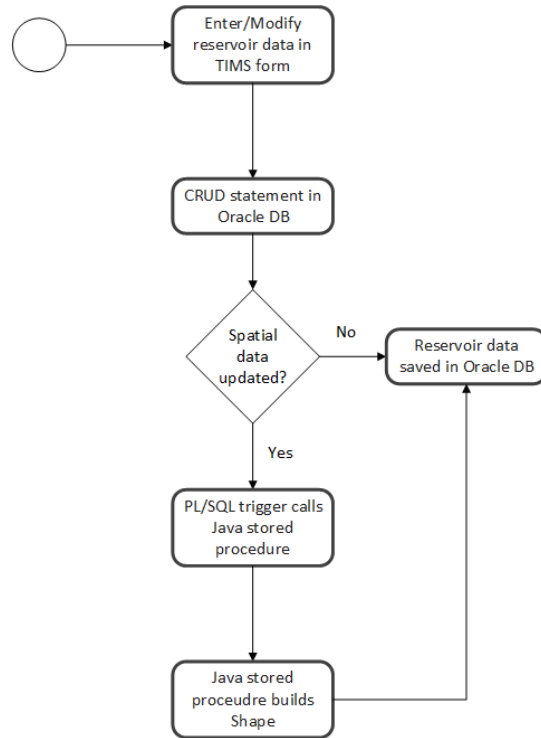 Enter/Modify
reservoir data in
TIMS form
CRUD statement in
Oracle DB
Spatial
data
updated?
No
Reservoir data
saved in Oracle DB
Yes
PL/SQL trigger calls
Java stored
procedure
Java stored
proceudre builds
Shape